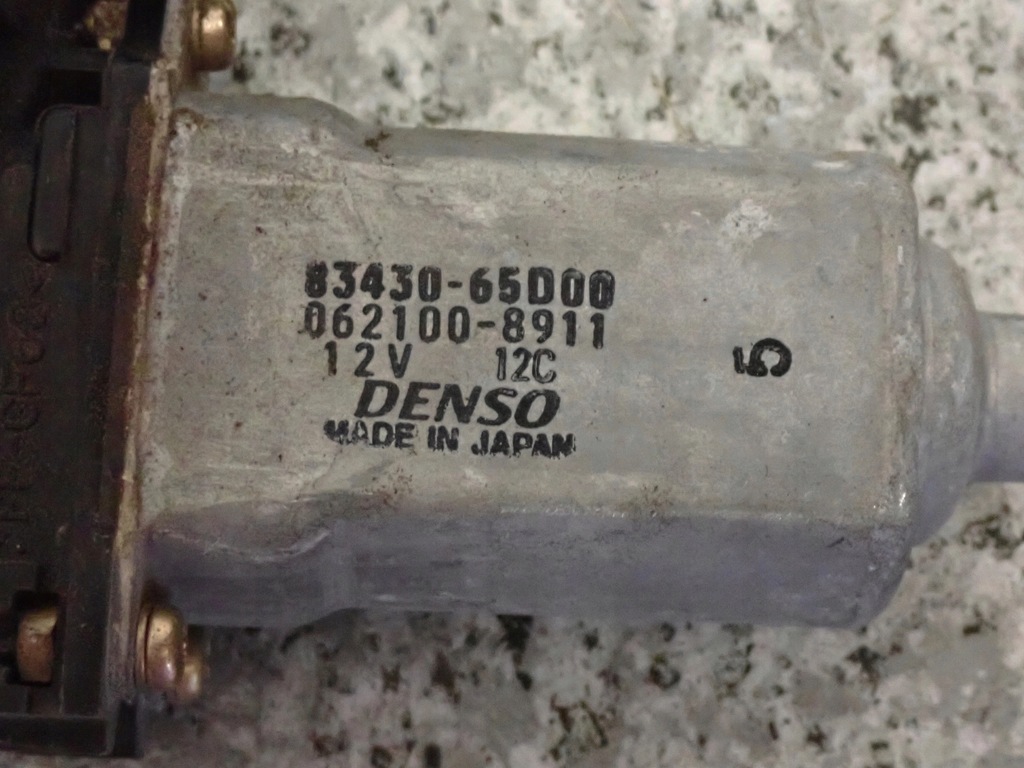 83430-65D00
062100-8911
12V 12C
DENSO
MADE IN JAPAN
5